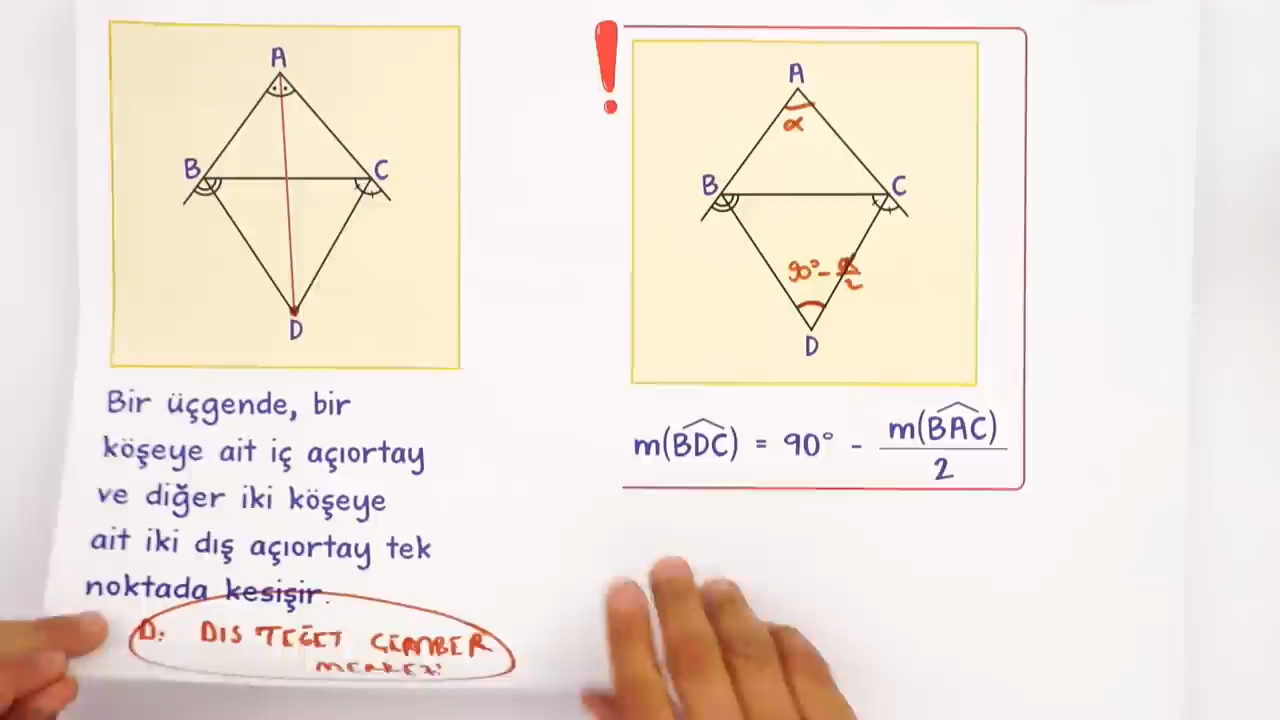 A
B
C
D
Bir üçgende, bir
köşeye ait iç açıortay
ve diğer iki köşeye
ait iki dış açıortay tek
noktada kesişir.
D: DIŞ TEĞET ÇEMBER
MERKEZİ
!
A
α
B
C
90° - α/2
D
m(BDC) = 90° - m(BAC)/2